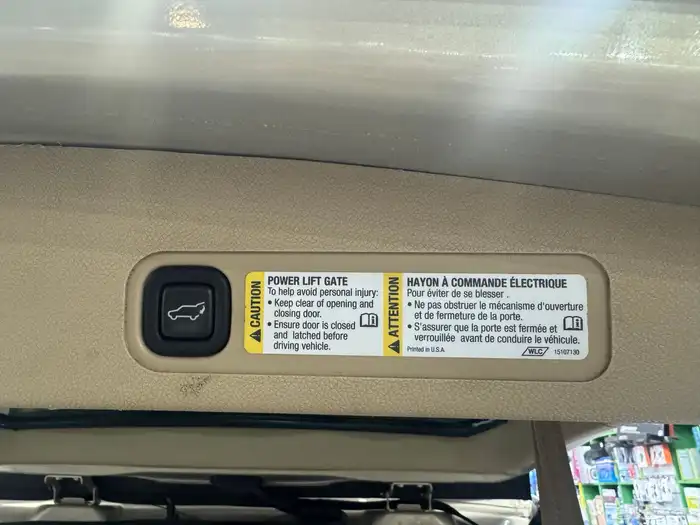 CAUTION
POWER LIFT GATE
To help avoid personal injury:
• Keep clear of opening and
closing door.
• Ensure door is closed
and latched before
driving vehicle.
ATTENTION
HAYON À COMMANDE ÉLECTRIQUE
Pour éviter de se blesser .
• Ne pas obstruer le mécanisme d'ouverture
et de fermeture de la porte.
• S'assurer que la porte est fermée et
verrouillée avant de conduire le véhicule.
Printed in U.S.A.
WLC 15107130